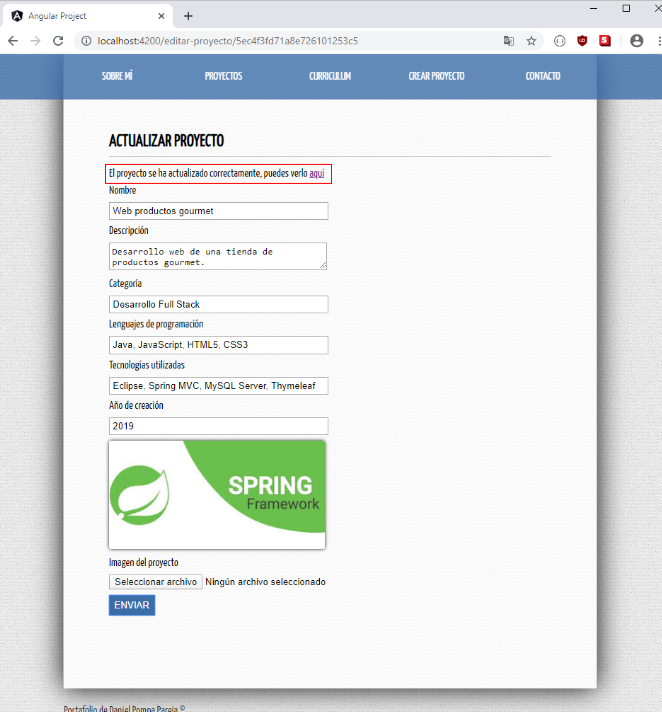 Angular Project
localhost:4200/editar-proyecto/5ec4f3fd71a8e726101253c5
SOBRE MÍ PROYECTOS CURRICULUM CREAR PROYECTO CONTACTO
ACTUALIZAR PROYECTO
El proyecto se ha actualizado correctamente, puedes verlo aquí
Nombre
Web productos gourmet
Descripción
Desarrollo web de una tienda de
productos gourmet.
Categoría
Desarrollo Full Stack
Lenguajes de programación
Java, JavaScript, HTML5, CSS3
Tecnologías utilizadas
Eclipse, Spring MVC, MySQL Server, Thymeleaf
Año de creación
2019
SPRING
Framework
Imagen del proyecto
Seleccionar archivo Ningún archivo seleccionado
ENVIAR
Portafolio de Daniel Pompa Pareja ©